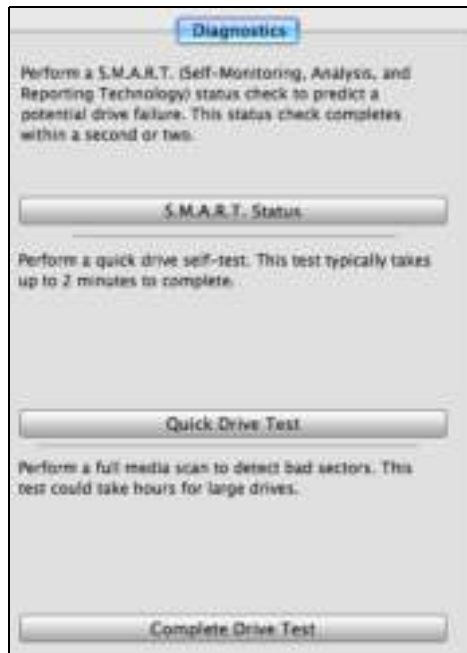 Diagnostics
Perform a S.M.A.R.T. (Self-Monitoring, Analysis, and
Reporting Technology) status check to predict a
potential drive failure. This status check completes
within a second or two.
S.M.A.R.T. Status
Perform a quick drive self-test. This test typically takes
up to 2 minutes to complete.
Quick Drive Test
Perform a full media scan to detect bad sectors. This
test could take hours for large drives.
Complete Drive Test